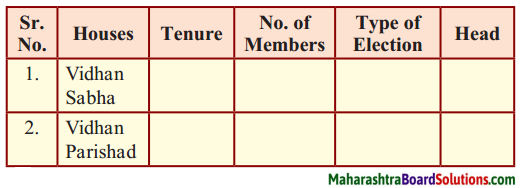 Sr. No. Houses Tenure No. of Members Type of Election Head
1. Vidhan Sabha
2. Vidhan Parishad
MaharashtraBoardSolutions.com